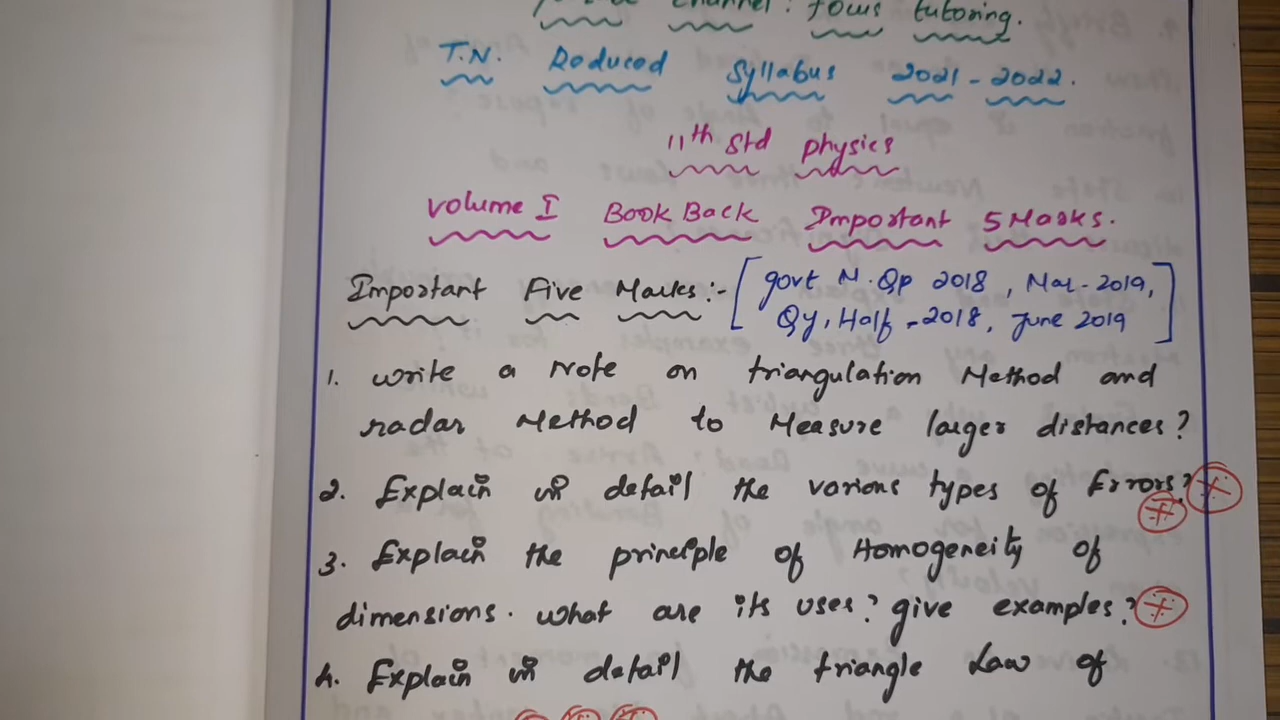 channel: focus tutoring.
T.N. Reduced Syllabus 2021-2022.
11th Std physics
Volume I Book Back Important 5 Marks.
Important Five Marks:- [govt M.Qp 2018, Mar-2019,
Qy, Half-2018, June 2019]
1. Write a Note on triangulation Method and
radar Method to Measure larger distances?
2. Explain in detail the various types of Errors?
3. Explain the principle of Homogeneity of
dimensions. What are its uses? give examples?
4. Explain in detail the triangle Law of